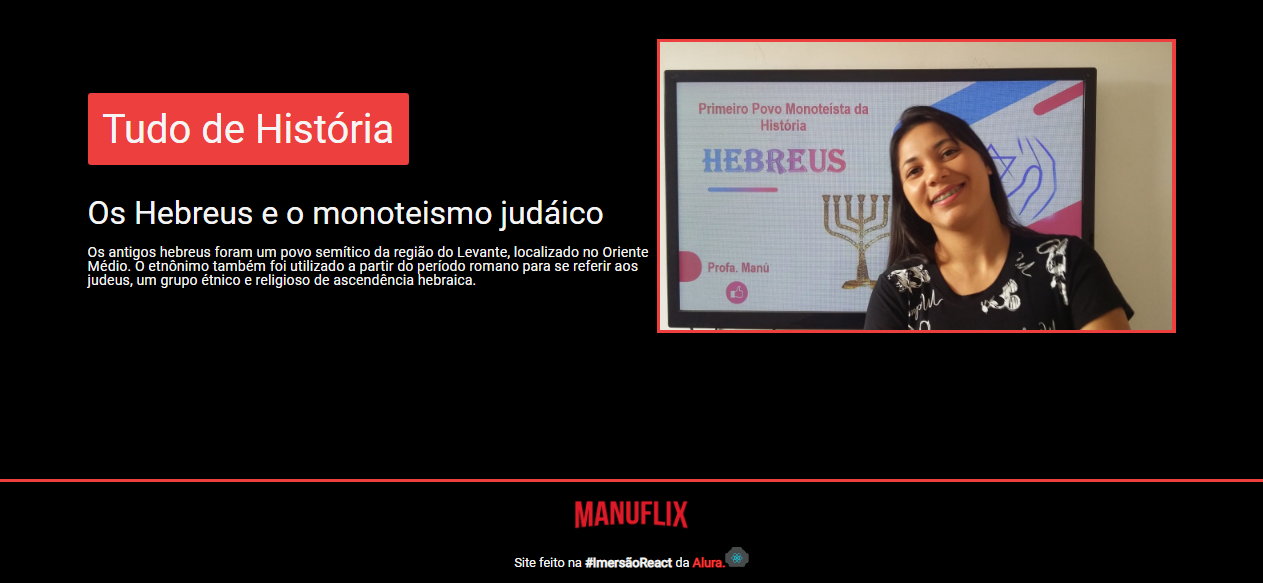 Tudo de História
Os Hebreus e o monoteismo judáico
Os antigos hebreus foram um povo semítico da região do Levante, localizado no Oriente
Médio. O etnônimo também foi utilizado a partir do período romano para se referir aos
judeus, um grupo étnico e religioso de ascendência hebraica.
Primeiro Povo Monoteísta da
História
HEBREUS
Profa. Manú
MANUFLIX
Site feito na #ImersãoReact da Alura.